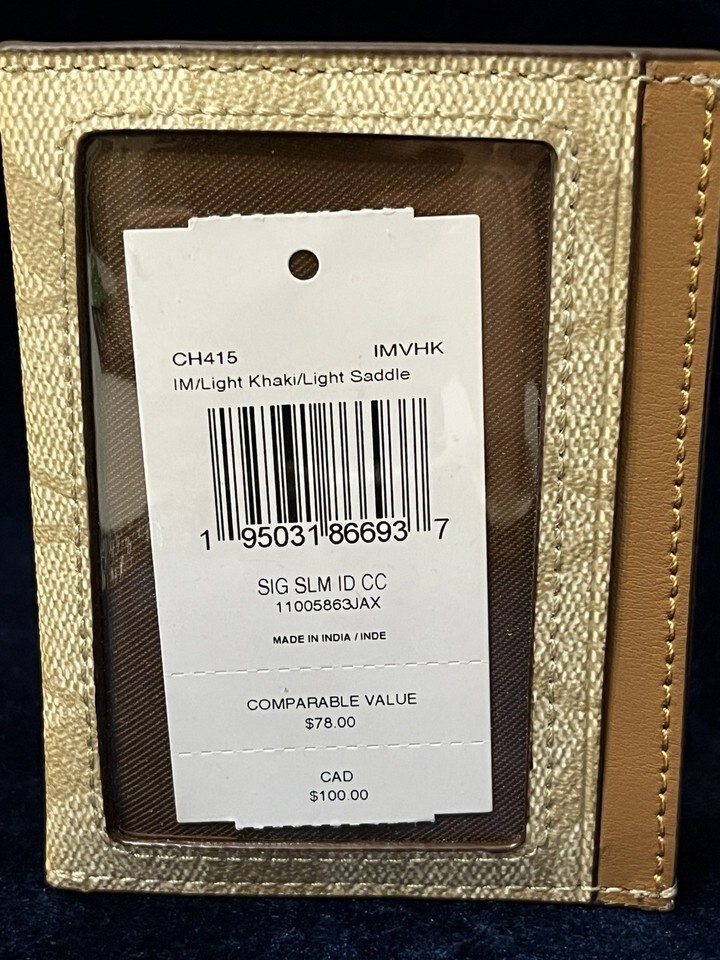 CH415 IMVHK
IM/Light Khaki/Light Saddle
1 95031 86693 7
SIG SLM ID CC
11005863JAX
MADE IN INDIA / INDE
COMPARABLE VALUE
$78.00
CAD
$100.00